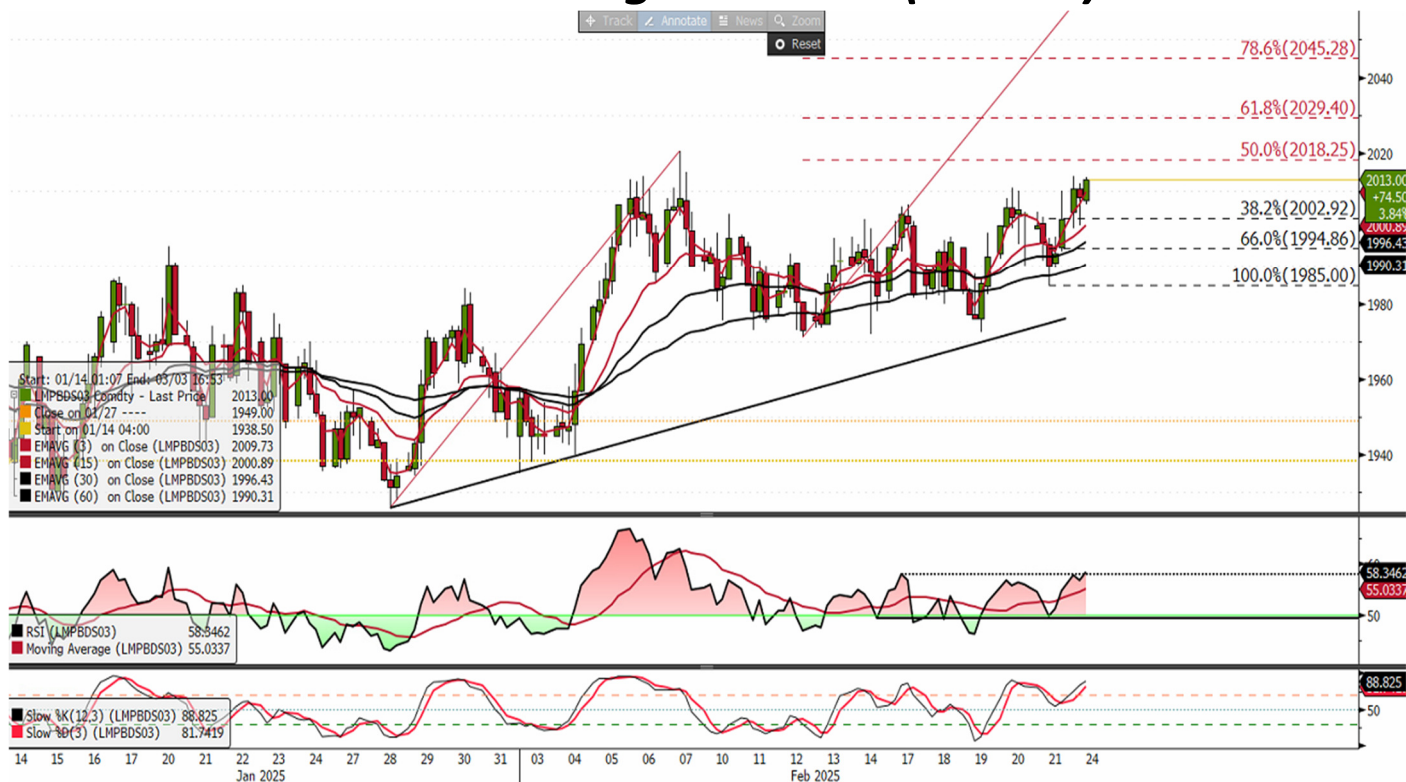 Track Annotate News Zoom
Reset
78.6%(2045.28)
2040
61.8%(2029.40)
2020
50.0%(2018.25)
2013.00
+74.50
3.84%
38.2%(2002.92)
2000.89
66.0%(1994.86)
1996.43
1990.31
100.0%(1985.00)
1980
1960
1940
Start: 01/14 01:07 End: 03/03 16:53
LMPBDS03 Comdty - Last Price 2013.00
Close on 01/27 ---- 1949.00
Start on 01/14 04:00 1938.50
EMAVG (3) on Close (LMPBDS03) 2009.73
EMAVG (15) on Close (LMPBDS03) 2000.89
EMAVG (30) on Close (LMPBDS03) 1996.43
EMAVG (60) on Close (LMPBDS03) 1990.31
58.3462
55.0337
50
RSI (LMPBDS03) 58.3462
Moving Average (LMPBDS03) 55.0337
88.825
50
Slow %K(12,3) (LMPBDS03) 88.825
Slow %D(3) (LMPBDS03) 81.7419
0
14 15 16 17 20 21 22 23 24 27 28 29 30 31 03 04 05 06 07 10 11 12 13 14 17 18 19 20 21 24
Jan 2025 Feb 2025